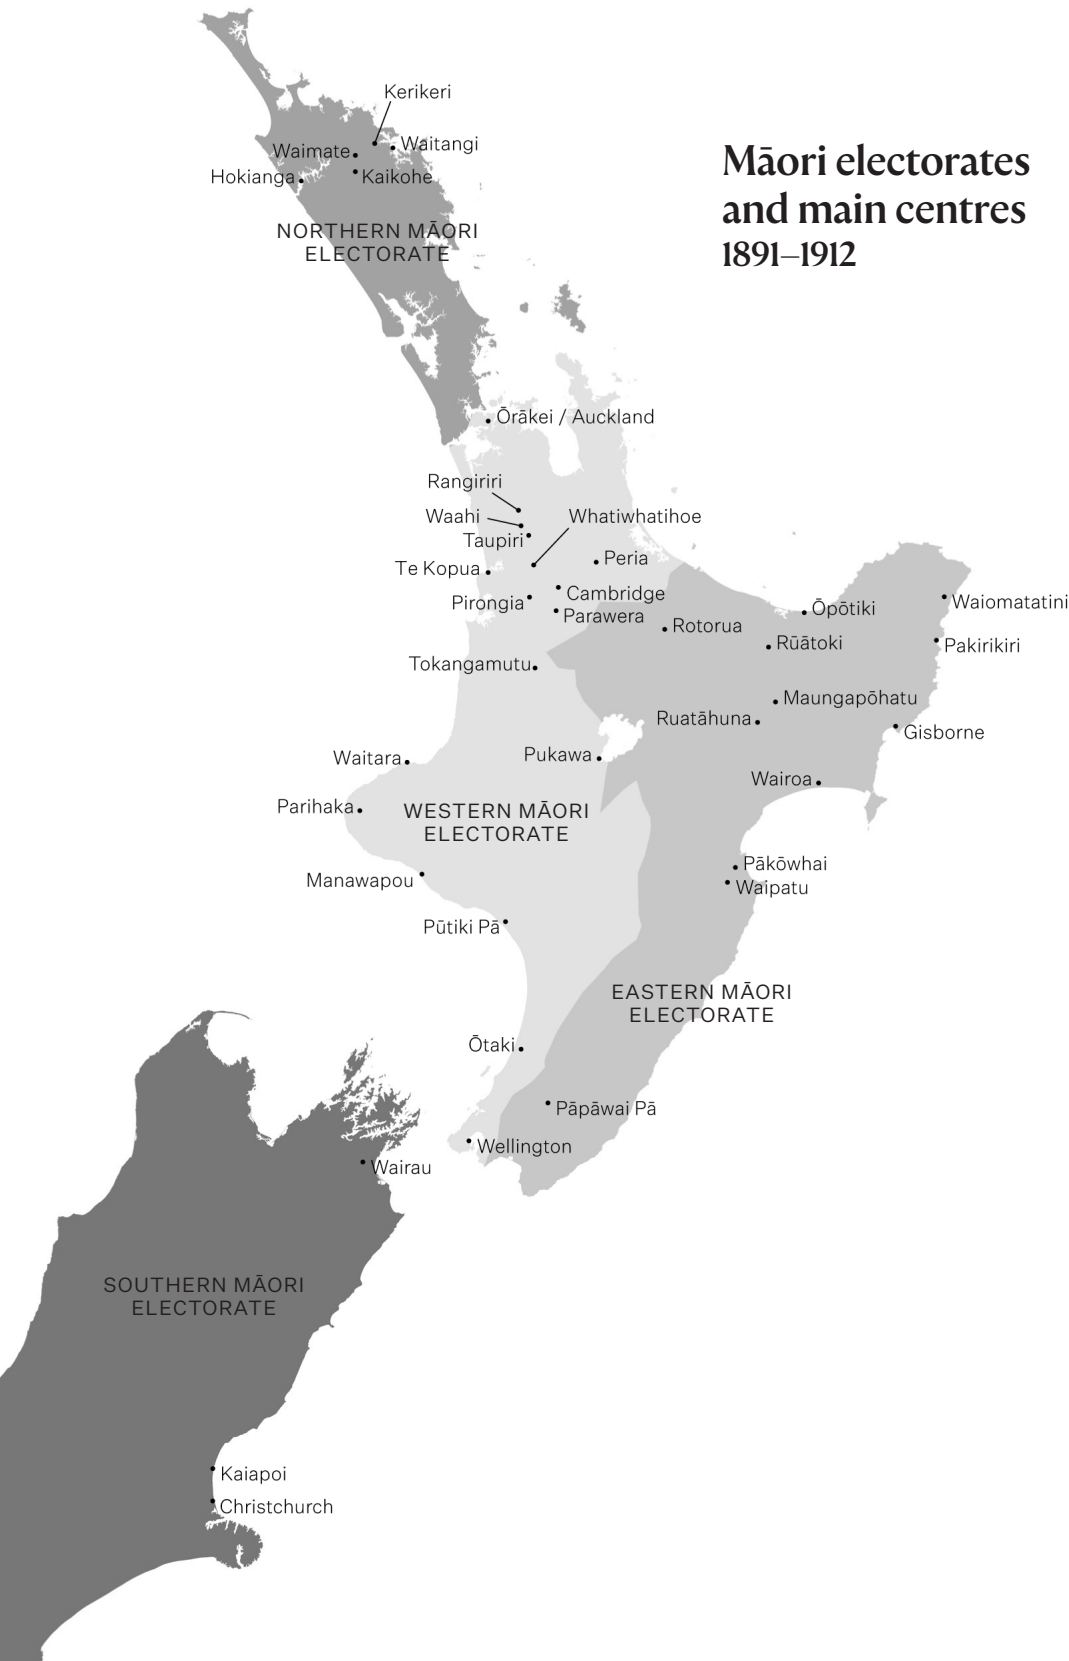 Kerikeri
Waitangi
Waimate
Kaikohe
Hokianga
Māori electorates
and main centres
1891–1912
NORTHERN MĀORI
ELECTORATE
Ōrākei / Auckland
Rangiriri
Waahi
Whatiwhatihoe
Taupiri
Peria
Te Kopua
Cambridge
Pirongia
Parawera
Waiomatatini
Ōpōtiki
Rotorua
Rūātoki
Pakirikiri
Tokangamutu
Maungapōhatu
Ruatāhuna
Gisborne
Waitara
Pukawa
Wairoa
Parihaka
WESTERN MĀORI
ELECTORATE
Pākōwhai
Manawapou
Waipatu
Pūtiki Pā
EASTERN MĀORI
ELECTORATE
Ōtaki
Pāpāwai Pā
Wellington
Wairau
SOUTHERN MĀORI
ELECTORATE
Kaiapoi
Christchurch